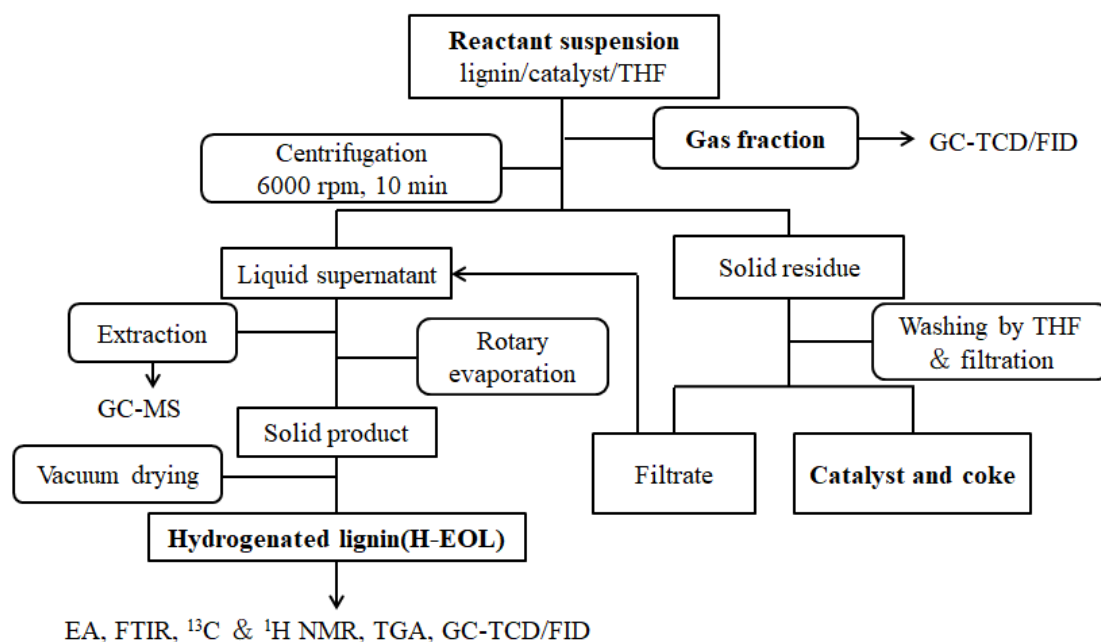 Reactant suspension
lignin/catalyst/THF
Gas fraction
GC-TCD/FID
Centrifugation
6000 rpm, 10 min
Liquid supernatant
Solid residue
Extraction
GC-MS
Rotary
evaporation
Washing by THF
& filtration
Solid product
Filtrate
Catalyst and coke
Vacuum drying
Hydrogenated lignin(H-EOL)
EA, FTIR, ¹³C & ¹H NMR, TGA, GC-TCD/FID